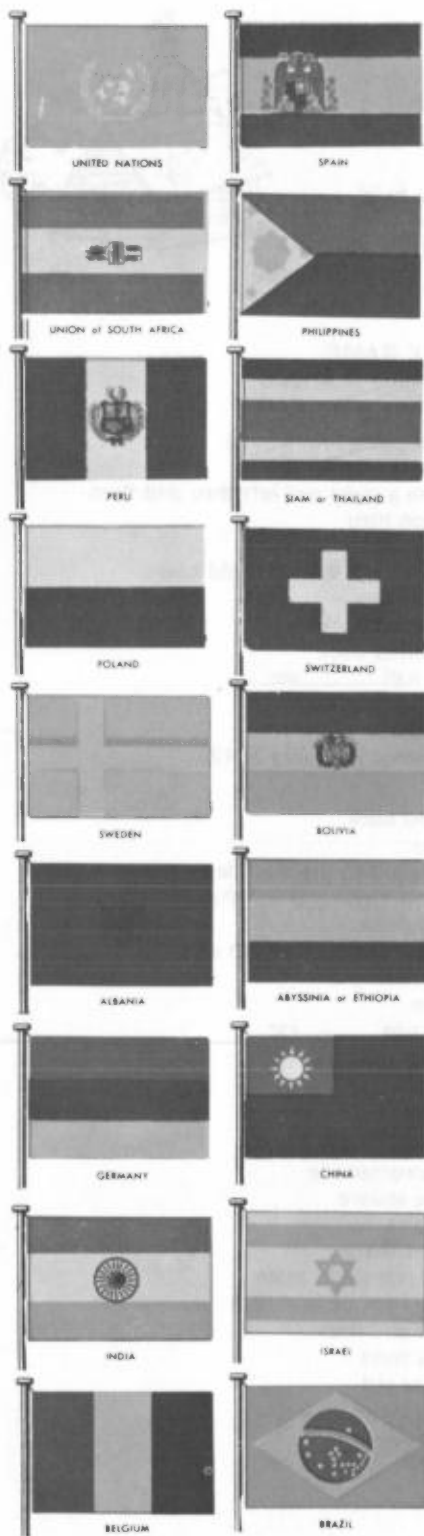 UNITED NATIONS
SPAIN
UNION of SOUTH AFRICA
PHILIPPINES
PERU
SIAM or THAILAND
POLAND
SWITZERLAND
SWEDEN
BOLIVIA
ALBANIA
ABYSSINIA or ETHIOPIA
GERMANY
CHINA
INDIA
ISRAEL
BELGIUM
BRAZIL